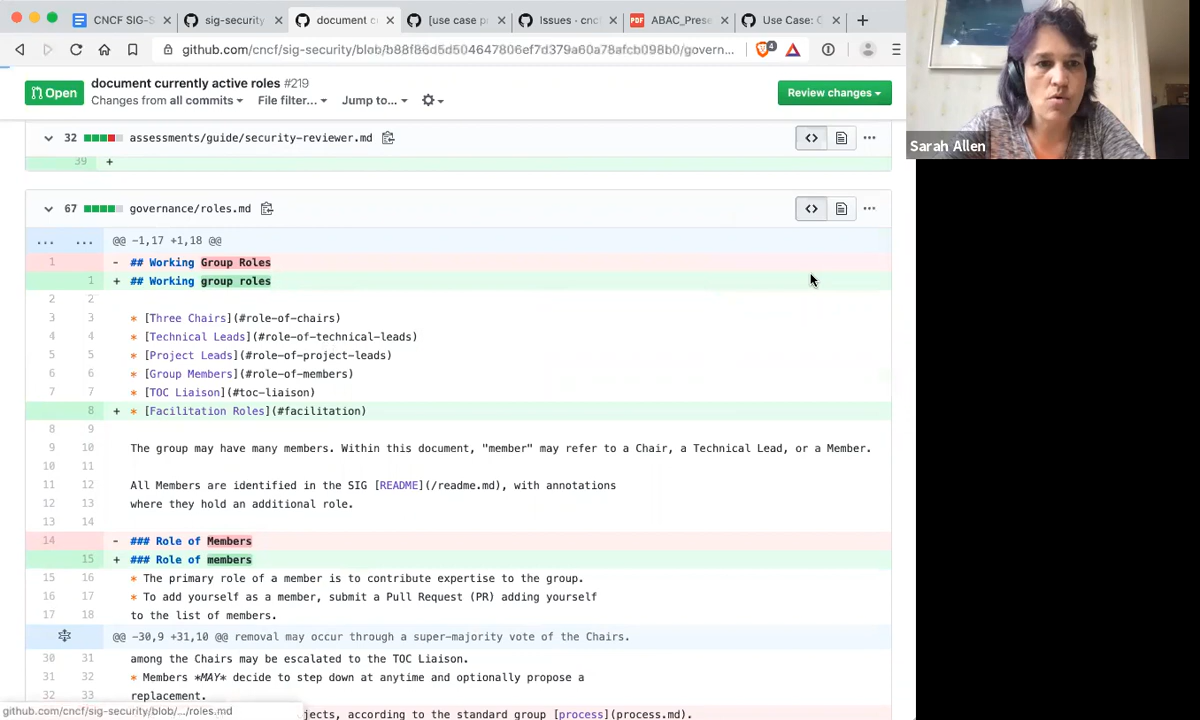 CNCF SIG-S
sig-security
document c
[use case p
Issues · cnc
ABAC_Prese
Use Case: C
github.com/cncf/sig-security/blob/b88f86d5d504647806ef7d379a60a78afcb098b0/govern...
4
Open
document currently active roles #219
Changes from all commits
File filter...
Jump to...
Review changes
Sarah Allen
32 assessments/guide/security-reviewer.md
39 +
67 governance/roles.md
... ... @@ -1,17 +1,18 @@
1 - ## Working Group Roles
1 + ## Working group roles
2 2
3 3 * [Three Chairs](#role-of-chairs)
4 4 * [Technical Leads](#role-of-technical-leads)
5 5 * [Project Leads](#role-of-project-leads)
6 6 * [Group Members](#role-of-members)
7 7 * [TOC Liaison](#toc-liaison)
8 + * [Facilitation Roles](#facilitation)
8 9
9 10 The group may have many members. Within this document, "member" may refer to a Chair, a Technical Lead, or a Member.
10 11
11 12 All Members are identified in the SIG [README](/readme.md), with annotations
12 13 where they hold an additional role.
13 14
14 - ### Role of Members
15 + ### Role of members
15 16 * The primary role of a member is to contribute expertise to the group.
16 17 * To add yourself as a member, submit a Pull Request (PR) adding yourself
17 18 to the list of members.
@@ -30,9 +31,10 @@ removal may occur through a super-majority vote of the Chairs.
30 31 among the Chairs may be escalated to the TOC Liaison.
31 32 * Members *MAY* decide to step down at anytime and optionally propose a
32 33 replacement.
github.com/cncf/sig-security/blob/.../roles.md
jects, according to the standard group [process](process.md).